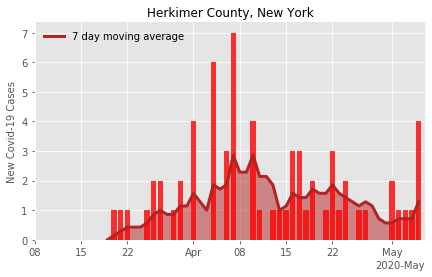 Herkimer County, New York
7 day moving average
New Covid-19 Cases
7
6
5
4
3
2
1
0
08 15 22 Apr 08 15 22 May
2020-May